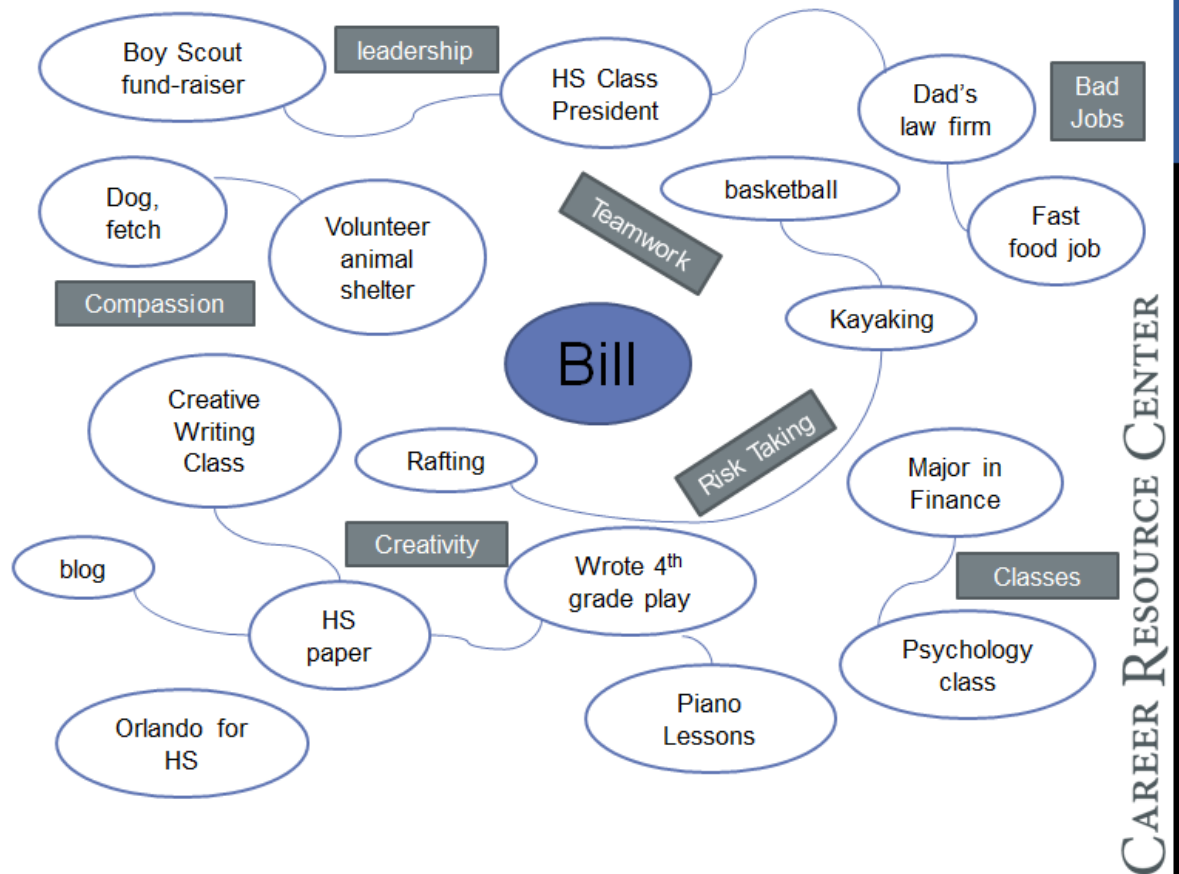 Boy Scout
fund-raiser
leadership
HS Class
President
Dad's
law firm
Bad
Jobs
Dog,
fetch
Volunteer
animal
shelter
Teamwork
basketball
Fast
food job
Compassion
Kayaking
Bill
Creative
Writing
Class
Rafting
Risk Taking
Major in
Finance
Creativity
blog
HS
paper
Wrote 4th
grade play
Classes
Psychology
class
Orlando for
HS
Piano
Lessons
CAREER RESOURCE CENTER